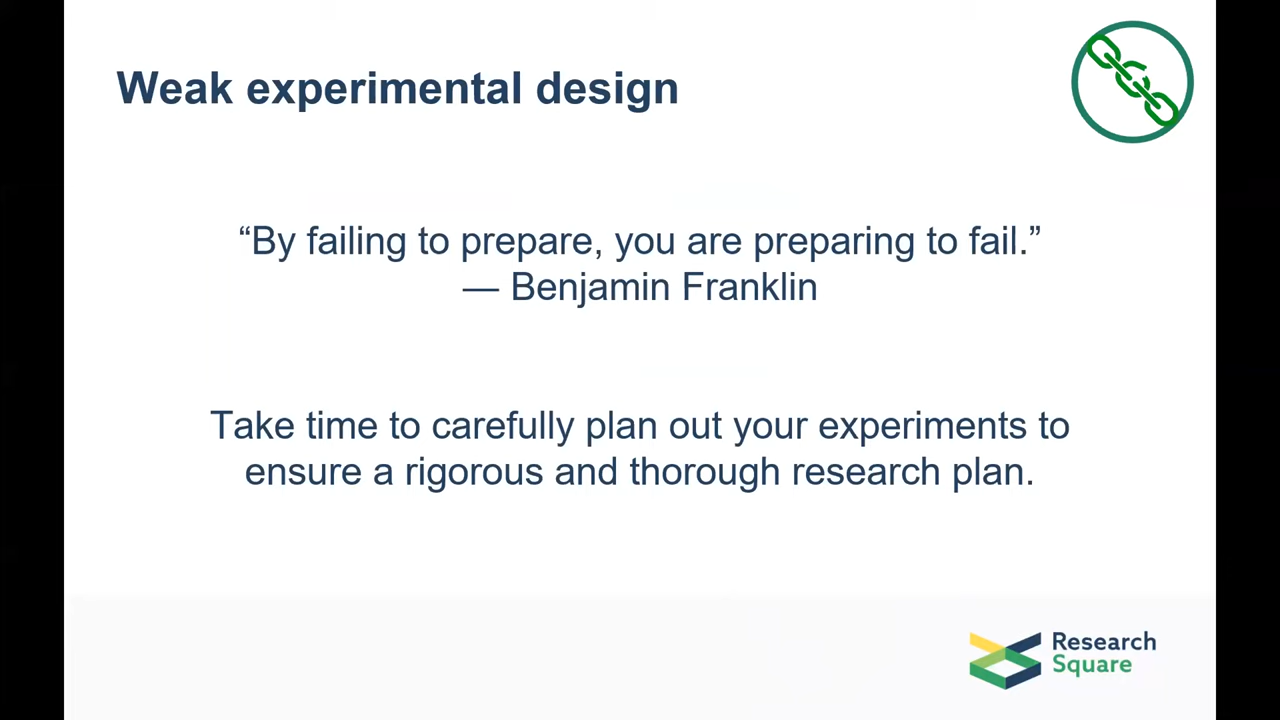 Weak experimental design
“By failing to prepare, you are preparing to fail.”
— Benjamin Franklin
Take time to carefully plan out your experiments to
ensure a rigorous and thorough research plan.
Research
Square